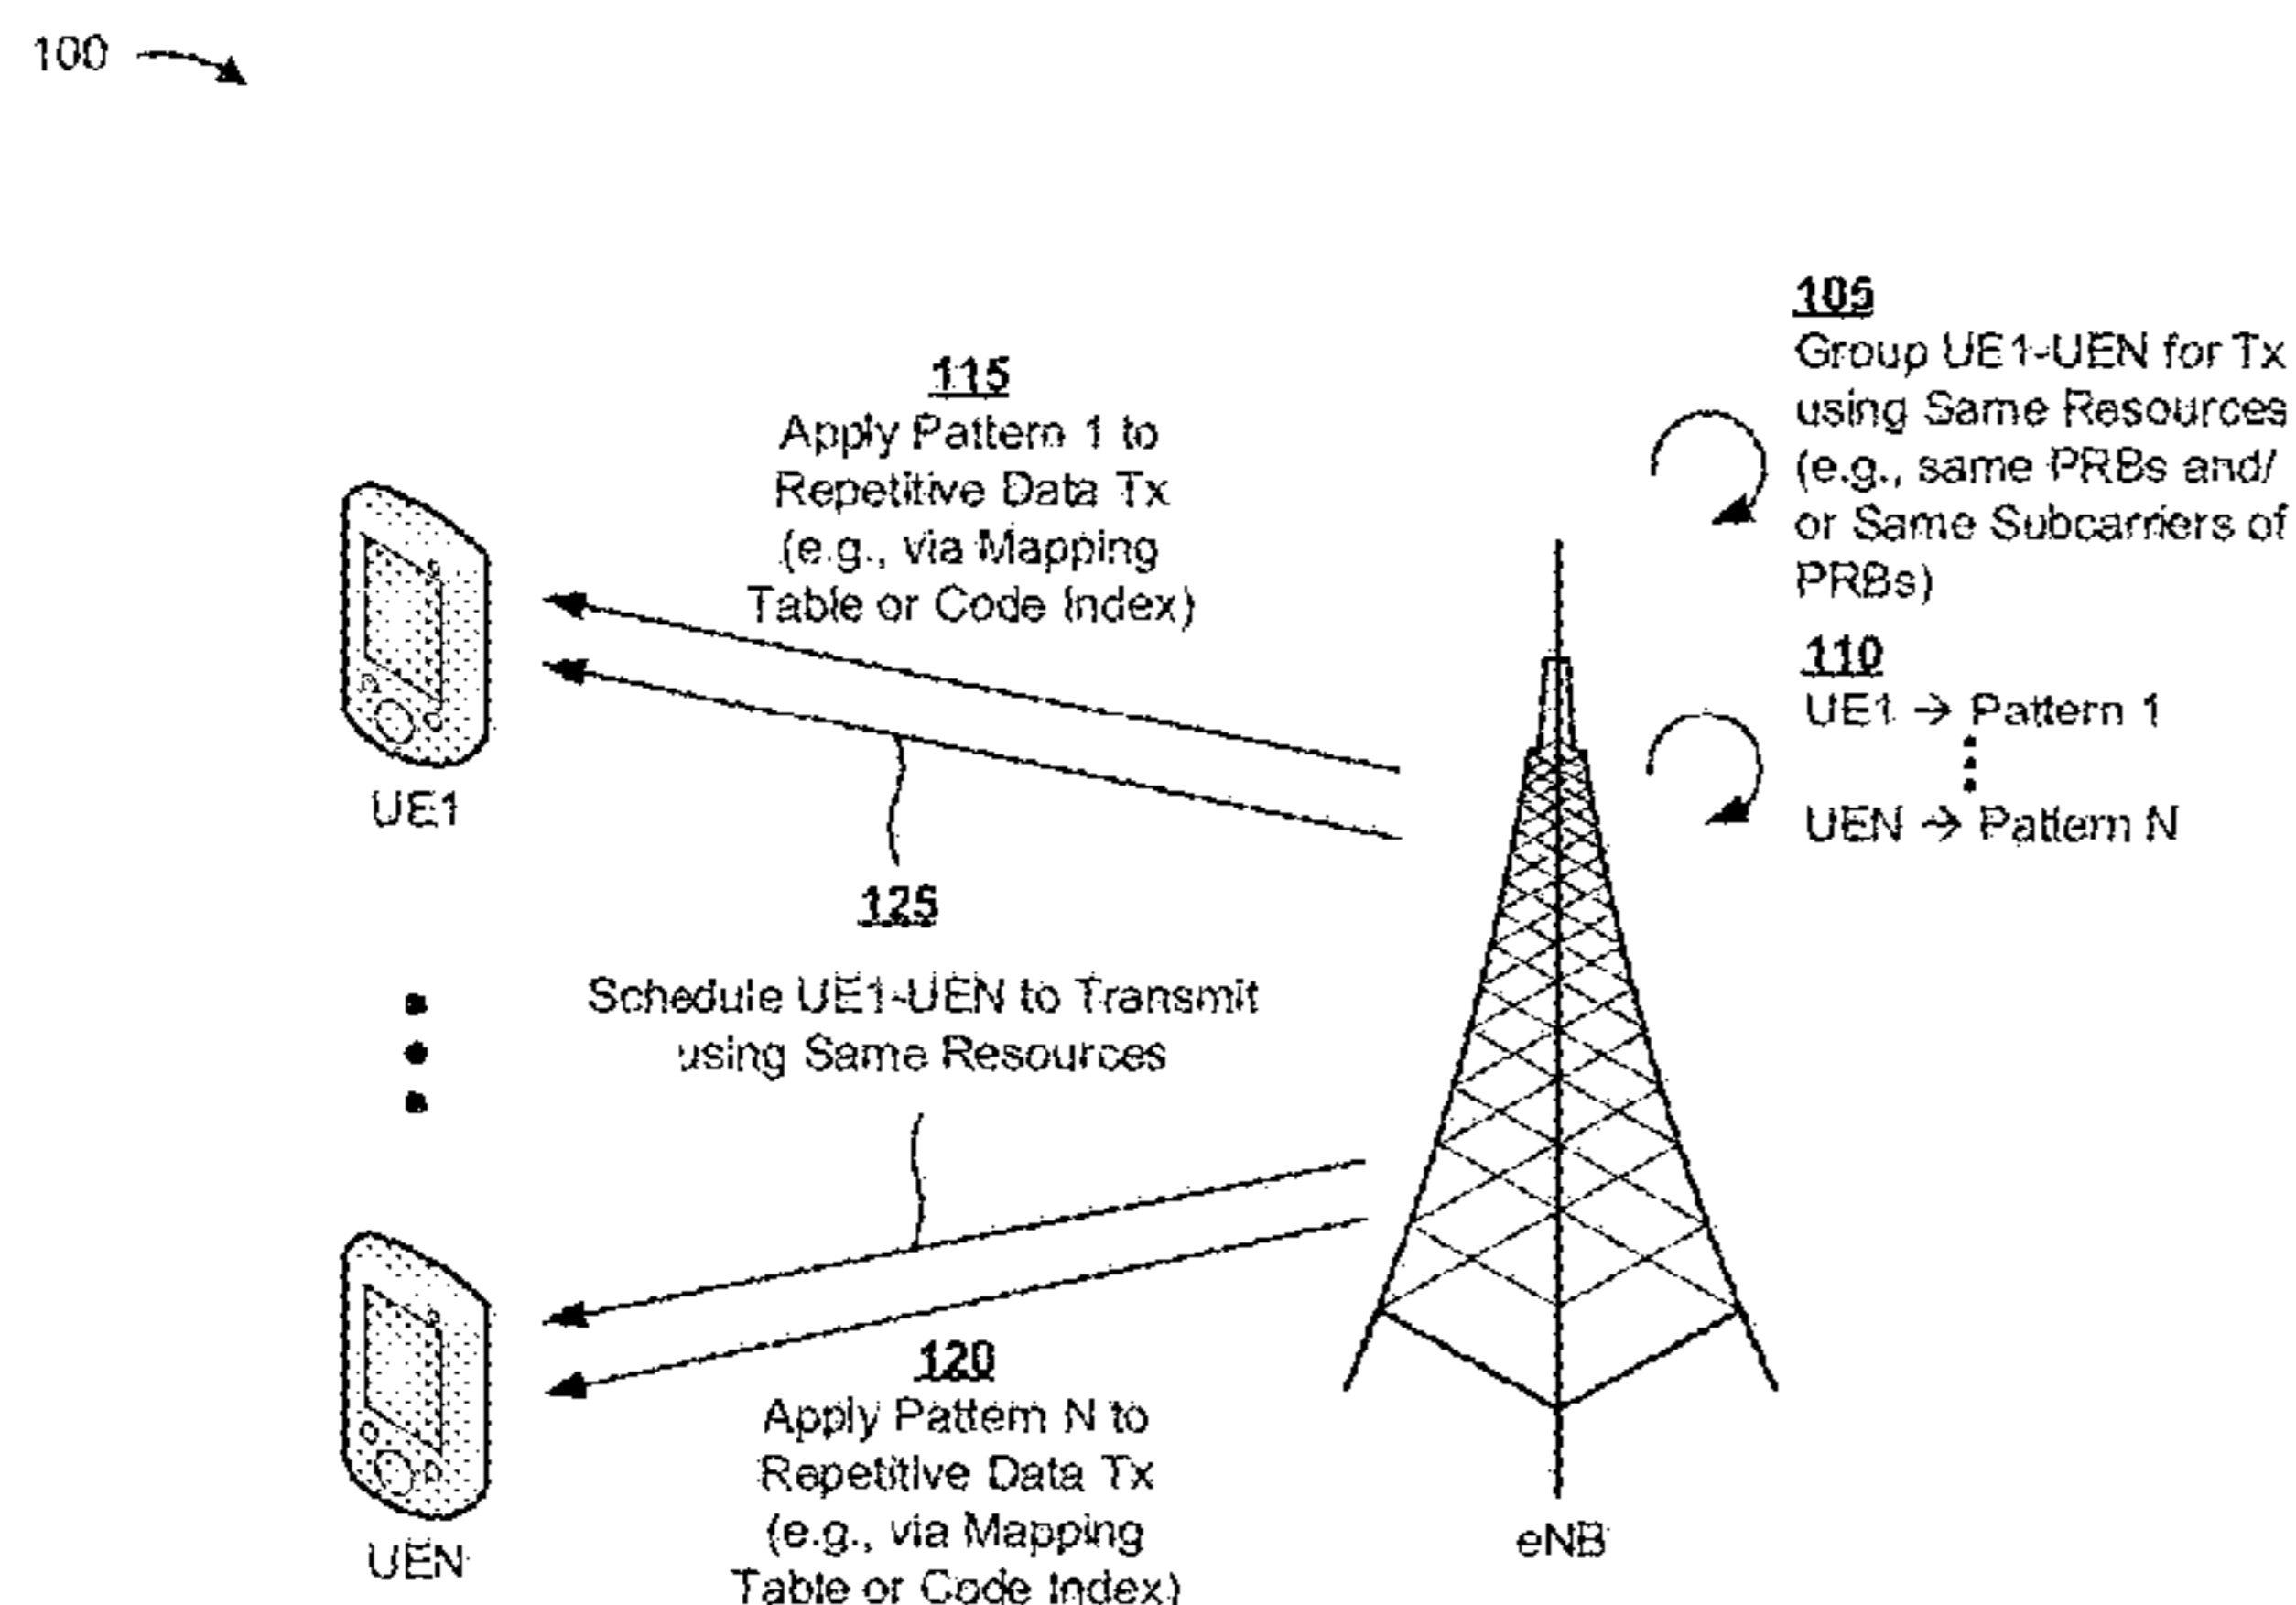 100
105
Group UE1-UEN for Tx
using Same Resources
(e.g., same PRBs and/
or Same Subcarriers of
PRBs)
110
UE1 → Pattern 1
UEN → Pattern N
115
Apply Pattern 1 to
Repetitive Data Tx
(e.g., via Mapping
Table or Code Index)
UE1
125
Schedule UE1-UEN to Transmit
using Same Resources
120
Apply Pattern N to
Repetitive Data Tx
(e.g., via Mapping
Table or Code Index)
UEN
eNB